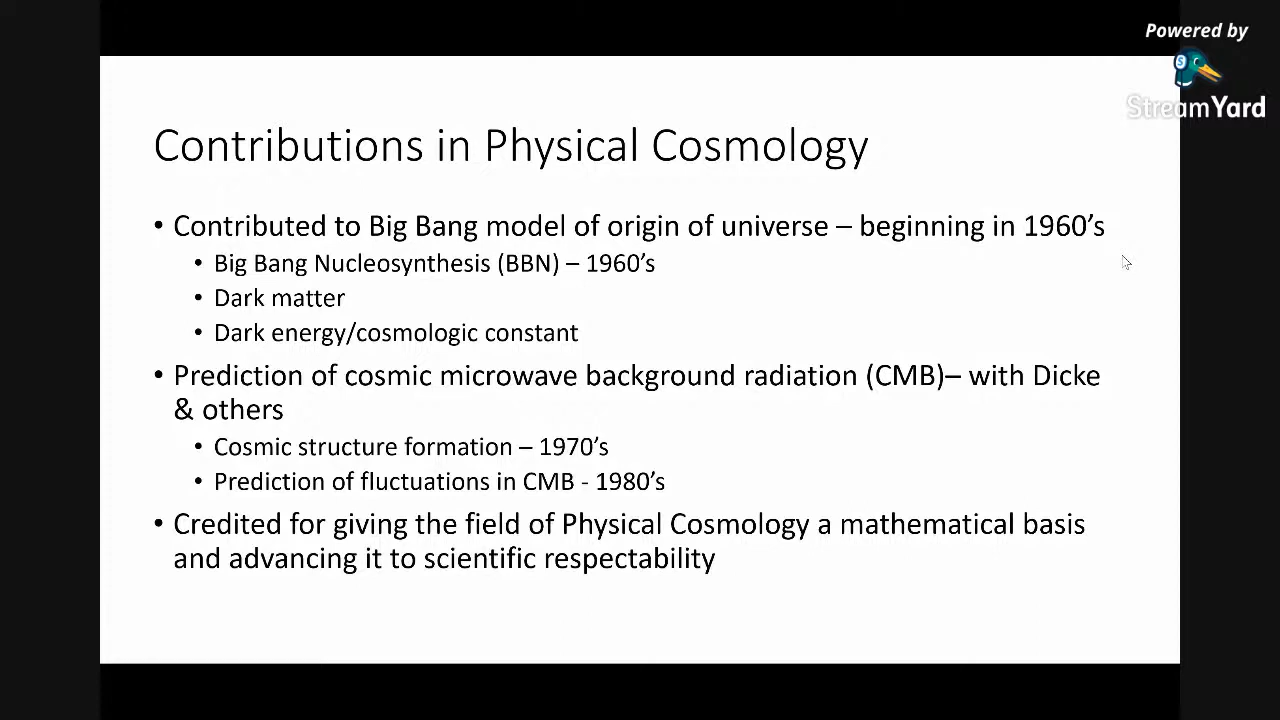 Powered by
StreamYard
Contributions in Physical Cosmology
• Contributed to Big Bang model of origin of universe – beginning in 1960’s
• Big Bang Nucleosynthesis (BBN) – 1960’s
• Dark matter
• Dark energy/cosmologic constant
• Prediction of cosmic microwave background radiation (CMB)– with Dicke
& others
• Cosmic structure formation – 1970’s
• Prediction of fluctuations in CMB - 1980’s
• Credited for giving the field of Physical Cosmology a mathematical basis
and advancing it to scientific respectability